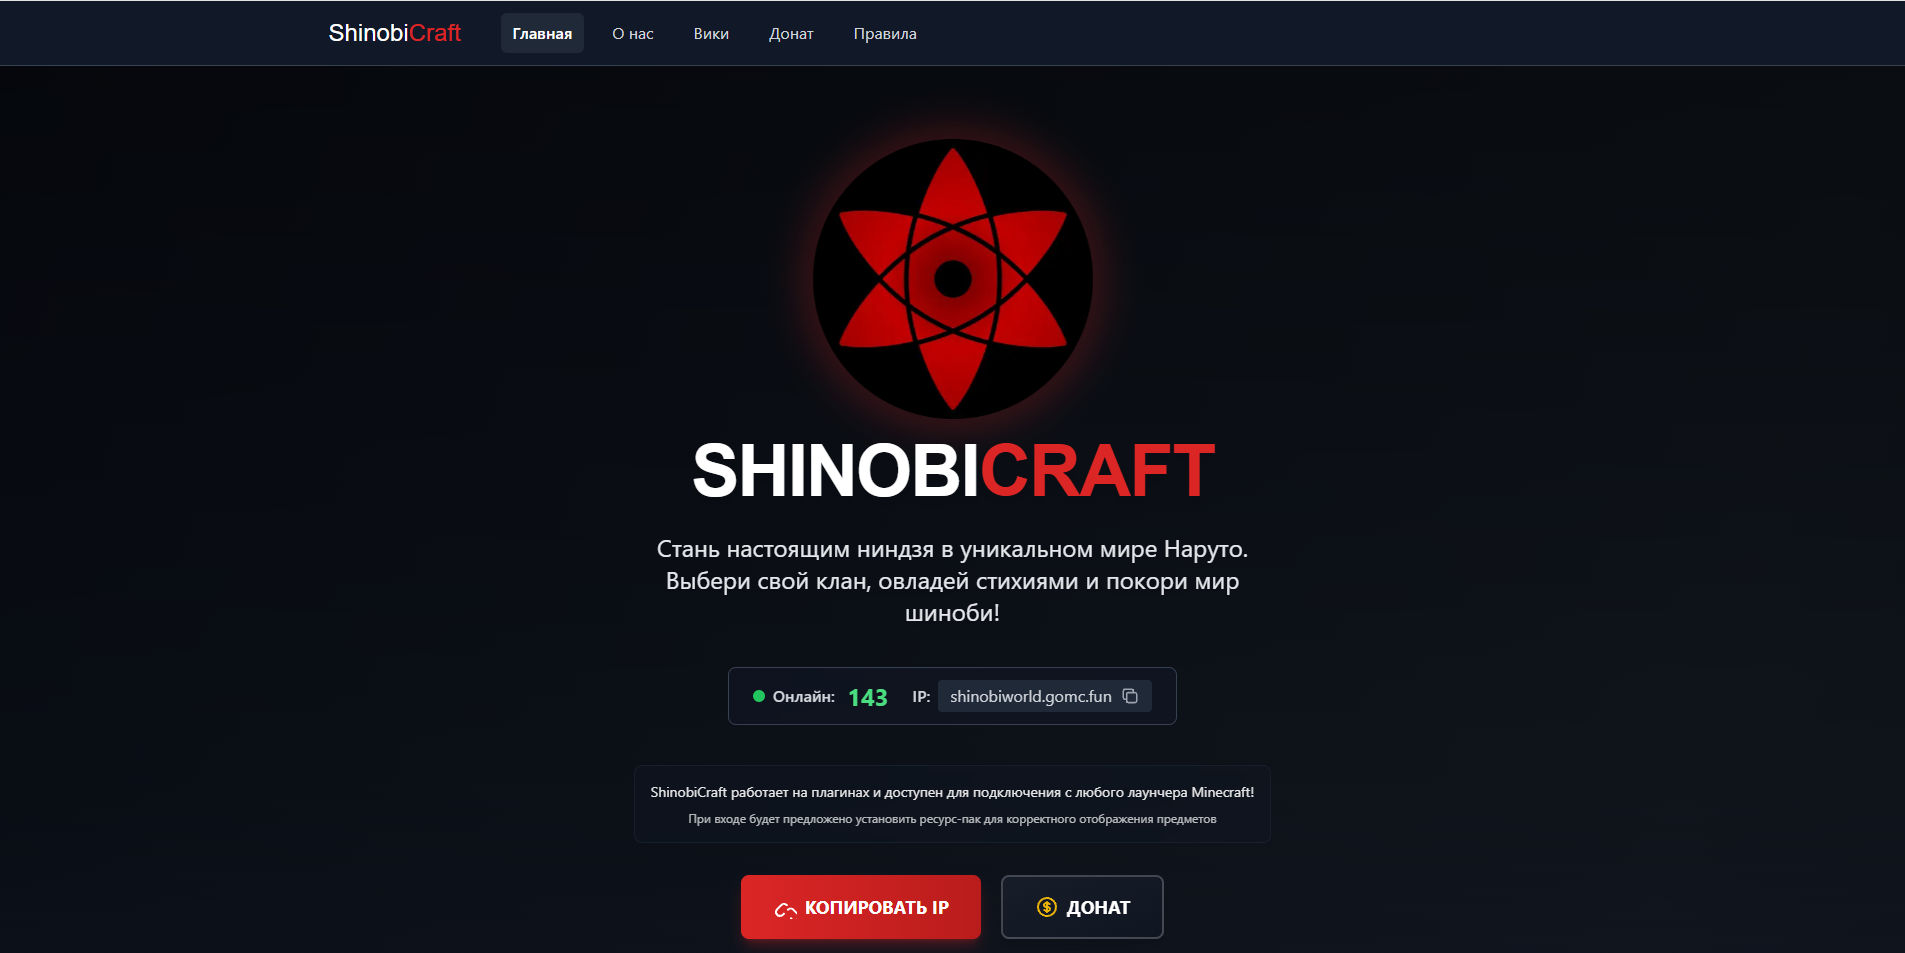 ShinobiCraft Главная О нас Вики Донат Правила
SHINOBICRAFT
Стань настоящим ниндзя в уникальном мире Наруто.
Выбери свой клан, овладей стихиями и покори мир
шиноби!
Онлайн: 143 IP: shinobiworld.gomc.fun
ShinobiCraft работает на плагинах и доступен для подключения с любого лаунчера Minecraft!
При входе будет предложено установить ресурс-пак для корректного отображения предметов
КОПИРОВАТЬ IP ДОНАТ